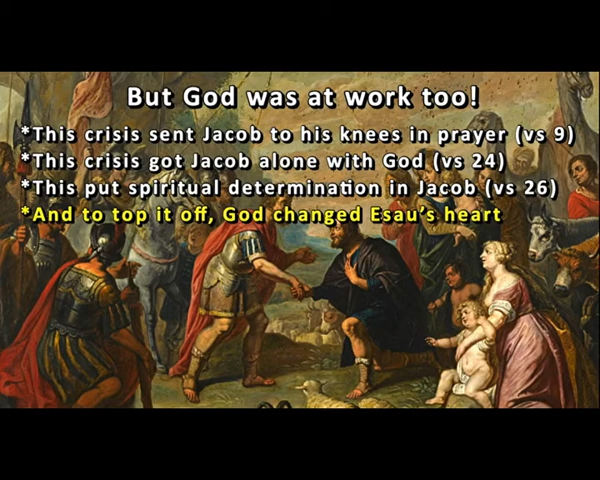 But God was at work too!
*This crisis sent Jacob to his knees in prayer (vs 9)
*This crisis got Jacob alone with God (vs 24)
*This put spiritual determination in Jacob (vs 26)
*And to top it off, God changed Esau's heart